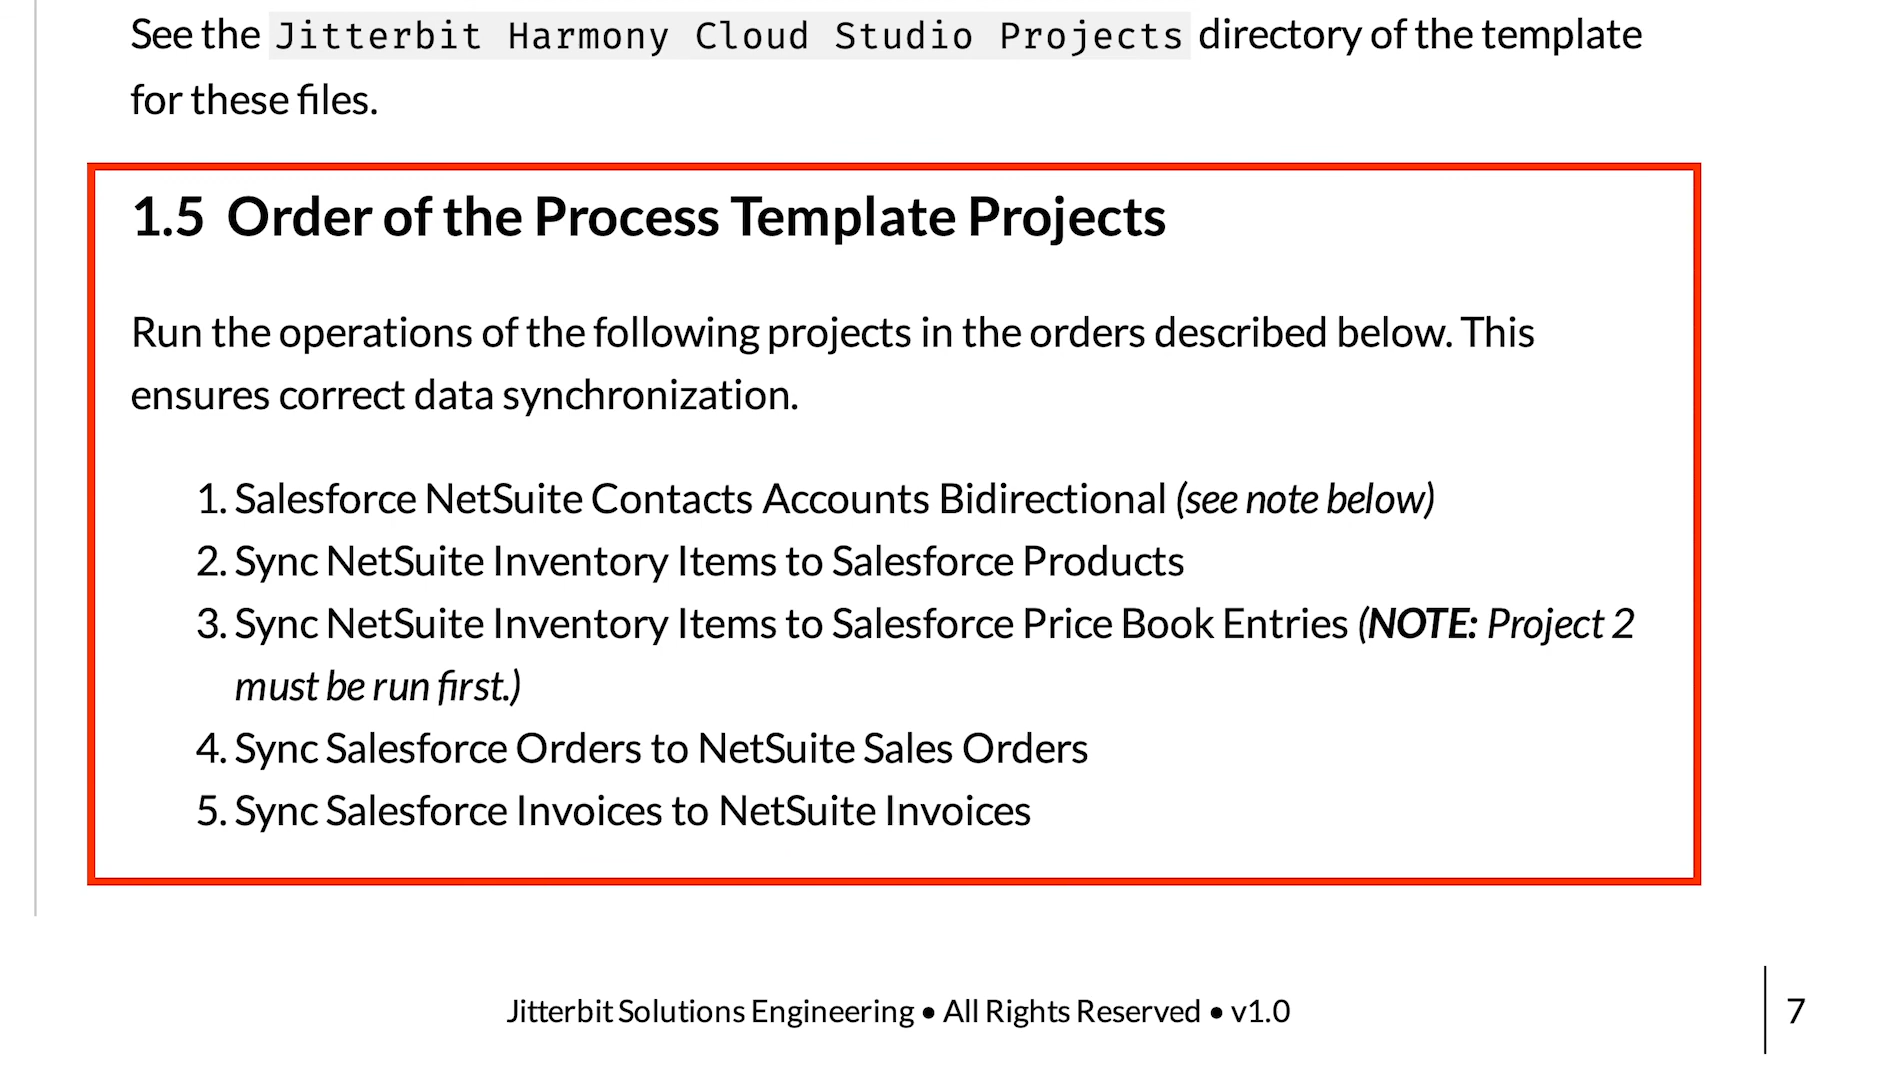 See the Jitterbit Harmony Cloud Studio Projects directory of the template
for these files.
1.5 Order of the Process Template Projects
Run the operations of the following projects in the orders described below. This
ensures correct data synchronization.
1. Salesforce NetSuite Contacts Accounts Bidirectional (see note below)
2. Sync NetSuite Inventory Items to Salesforce Products
3. Sync NetSuite Inventory Items to Salesforce Price Book Entries (NOTE: Project 2
must be run first.)
4. Sync Salesforce Orders to NetSuite Sales Orders
5. Sync Salesforce Invoices to NetSuite Invoices
Jitterbit Solutions Engineering • All Rights Reserved • v1.0
7